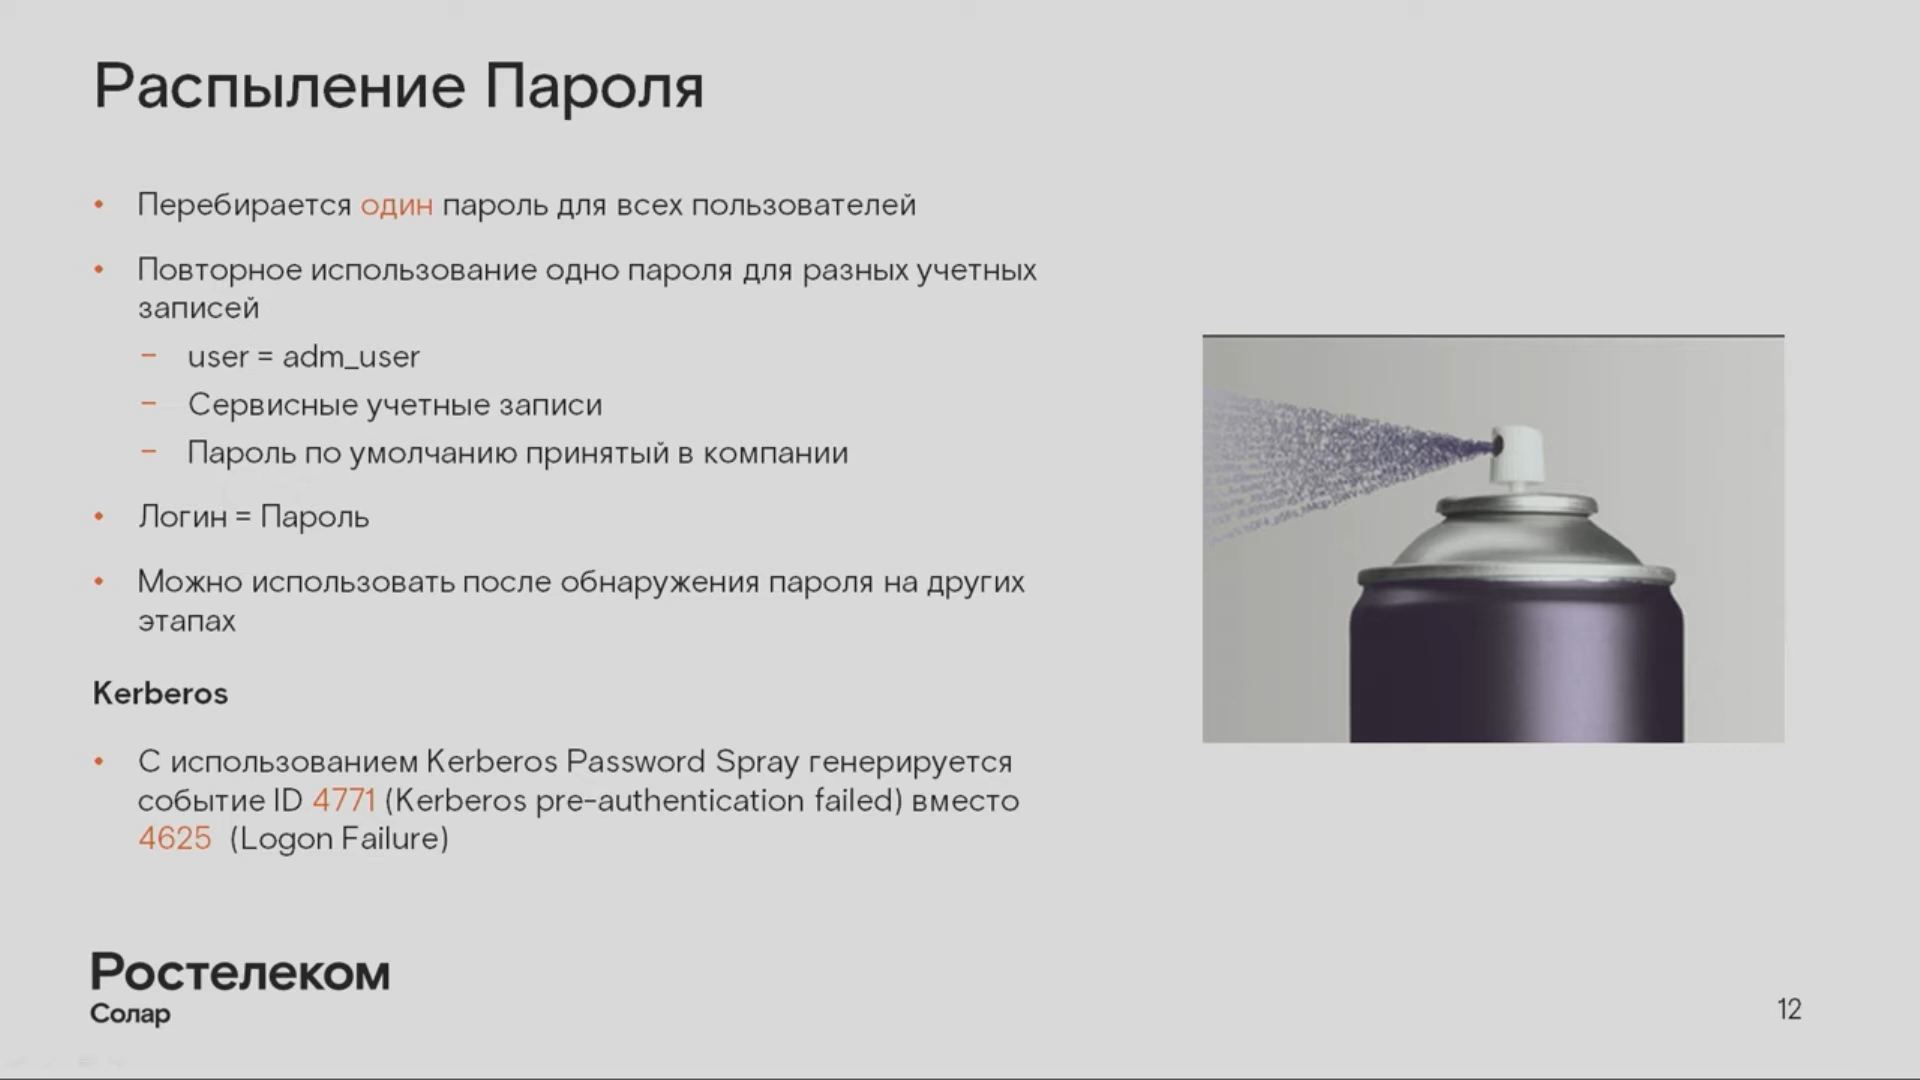 Распыление Пароля
• Перебирается один пароль для всех пользователей
• Повторное использование одно пароля для разных учетных
записей
– user = adm_user
– Сервисные учетные записи
– Пароль по умолчанию принятый в компании
• Логин = Пароль
• Можно использовать после обнаружения пароля на других
этапах
Kerberos
• С использованием Kerberos Password Spray генерируется
событие ID 4771 (Kerberos pre-authentication failed) вместо
4625 (Logon Failure)
Ростелеком
Солар
12